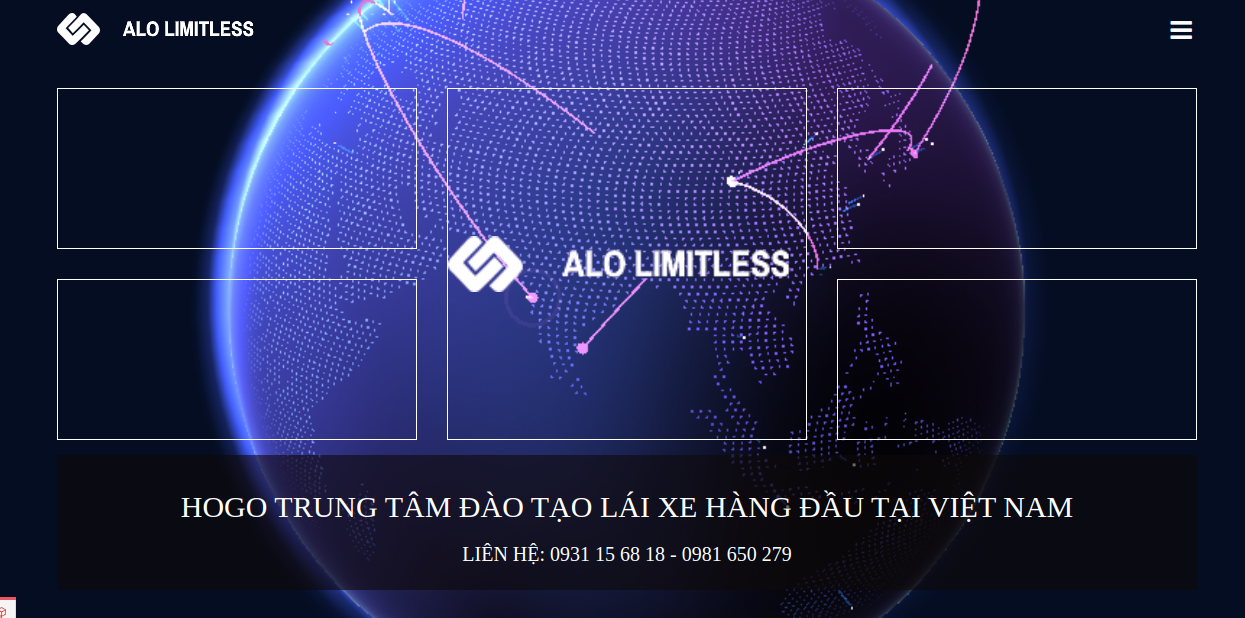 ALO LIMITLESS
ALO LIMITLESS
HOGO TRUNG TÂM ĐÀO TẠO LÁI XE HÀNG ĐẦU TẠI VIỆT NAM
LIÊN HỆ: 0931 15 68 18 - 0981 650 279